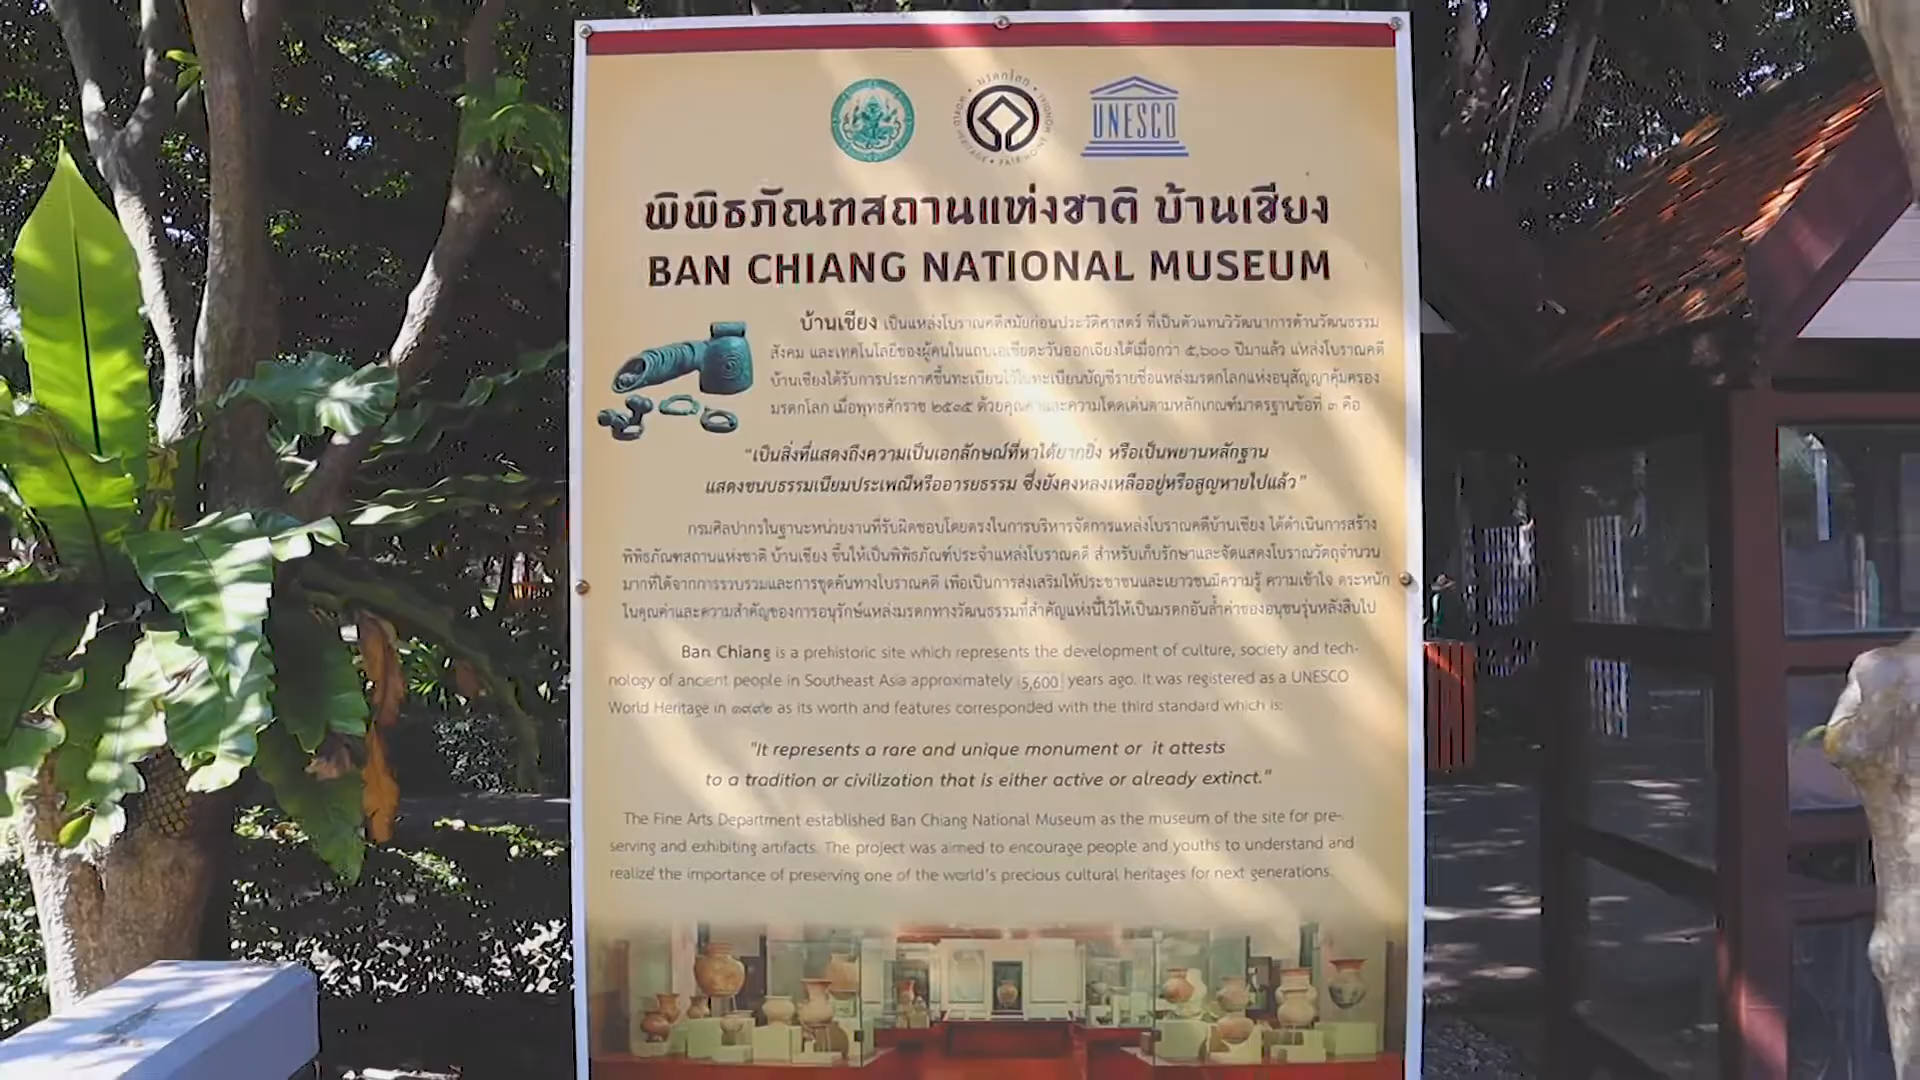 มรดกโลก • WORLD HERITAGE • PATRIMOINE MONDIAL
UNESCO
พิพิธภัณฑสถานแห่งชาติ บ้านเชียง
BAN CHIANG NATIONAL MUSEUM
บ้านเชียง เป็นแหล่งโบราณคดีสมัยก่อนประวัติศาสตร์ ที่เป็นตัวแทนวิวัฒนาการด้านวัฒนธรรม
สังคม และเทคโนโลยีของผู้คนในแถบเอเชียตะวันออกเฉียงใต้เมื่อกว่า ๕,๖๐๐ ปีมาแล้ว แหล่งโบราณคดี
บ้านเชียงได้รับการประกาศขึ้นทะเบียนไว้ในทะเบียนบัญชีรายชื่อแหล่งมรดกโลกแห่งอนุสัญญาคุ้มครอง
มรดกโลก เมื่อพุทธศักราช ๒๕๓๕ ด้วยคุณค่าและความโดดเด่นตามหลักเกณฑ์มาตรฐานข้อที่ ๓ คือ
“เป็นสิ่งที่แสดงถึงความเป็นเอกลักษณ์ที่หาได้ยากยิ่ง หรือเป็นพยานหลักฐาน
แสดงขนบธรรมเนียมประเพณีหรืออารยธรรม ซึ่งยังคงหลงเหลืออยู่หรือสูญหายไปแล้ว”
กรมศิลปากรในฐานะหน่วยงานที่รับผิดชอบโดยตรงในการบริหารจัดการแหล่งโบราณคดีบ้านเชียง ได้ดำเนินการสร้าง
พิพิธภัณฑสถานแห่งชาติ บ้านเชียง ขึ้นให้เป็นพิพิธภัณฑ์ประจำแหล่งโบราณคดี สำหรับเก็บรักษาและจัดแสดงโบราณวัตถุจำนวน
มากที่ได้จากการรวบรวมและการขุดค้นทางโบราณคดี เพื่อเป็นการส่งเสริมให้ประชาชนและเยาวชนมีความรู้ ความเข้าใจ ตระหนัก
ในคุณค่าและความสำคัญของการอนุรักษ์แหล่งมรดกทางวัฒนธรรมที่สำคัญแห่งนี้ไว้ให้เป็นมรดกอันล้ำค่าของอนุชนรุ่นหลังสืบไป
Ban Chiang is a prehistoric site which represents the development of culture, society and tech-
nology of ancient people in Southeast Asia approximately 5,600 years ago. It was registered as a UNESCO
World Heritage in ๑๙๙๒ as its worth and features corresponded with the third standard which is:
"It represents a rare and unique monument or it attests
to a tradition or civilization that is either active or already extinct."
The Fine Arts Department established Ban Chiang National Museum as the museum of the site for pre-
serving and exhibiting artifacts. The project was aimed to encourage people and youths to understand and
realize the importance of preserving one of the world's precious cultural heritages for next generations.